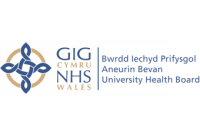 GIG
CYMRU
NHS
WALES
Bwrdd Iechyd Prifysgol
Aneurin Bevan
University Health Board